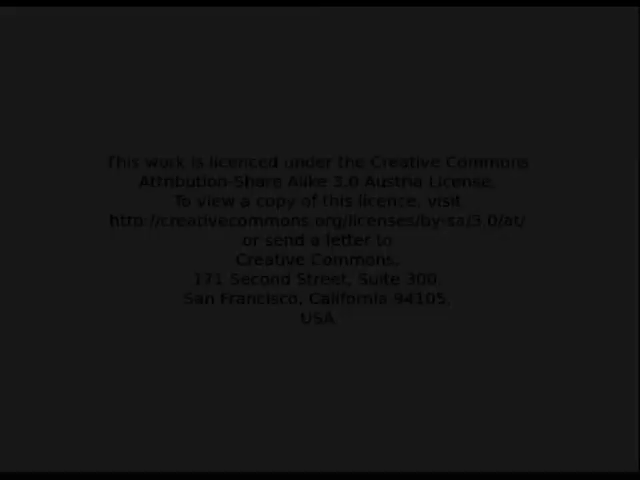 This work is licenced under the Creative Commons
Attribution-Share Alike 3.0 Austria License.
To view a copy of this licence, visit
http://creativecommons.org/licenses/by-sa/3.0/at/
or send a letter to
Creative Commons,
171 Second Street, Suite 300,
San Francisco, California 94105,
USA